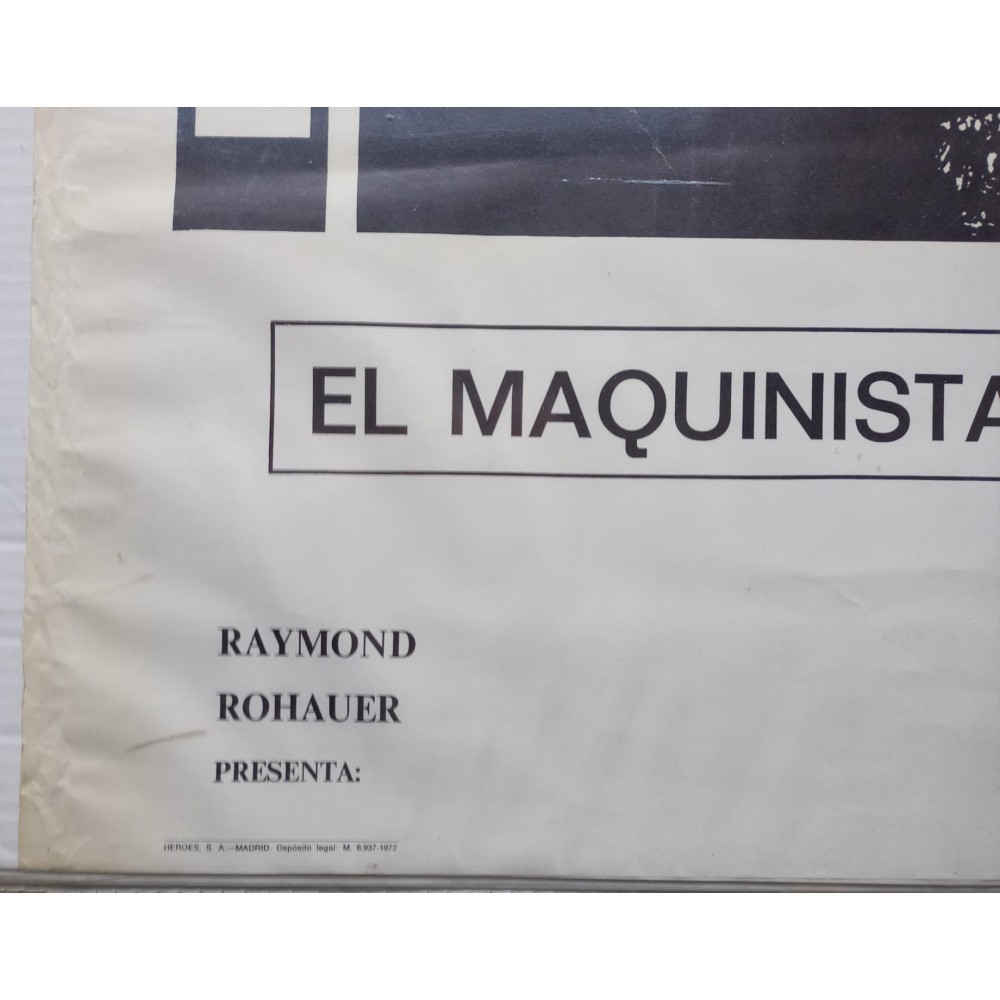 EL MAQUINISTA
RAYMOND
ROHAUER
PRESENTA:
HEROES, S. A.—MADRID. Depósito legal: M. 6.937-1972